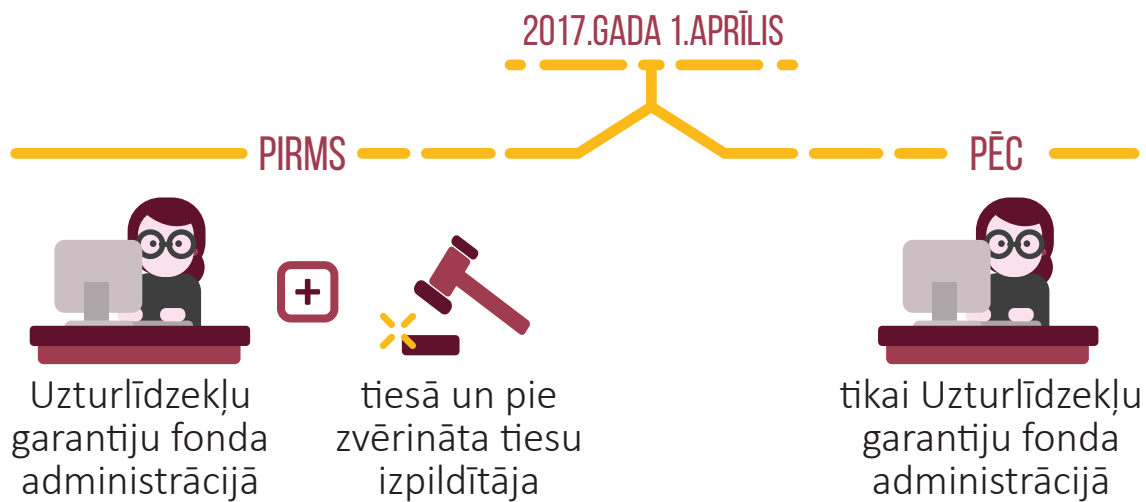 2017.GADA 1.APRĪLIS
PIRMS
PĒC
Uzturlīdzekļu
garantiju fonda
administrācijā
+
tiesā un pie
zvērināta tiesu
izpildītāja
tikai Uzturlīdzekļu
garantiju fonda
administrācijā